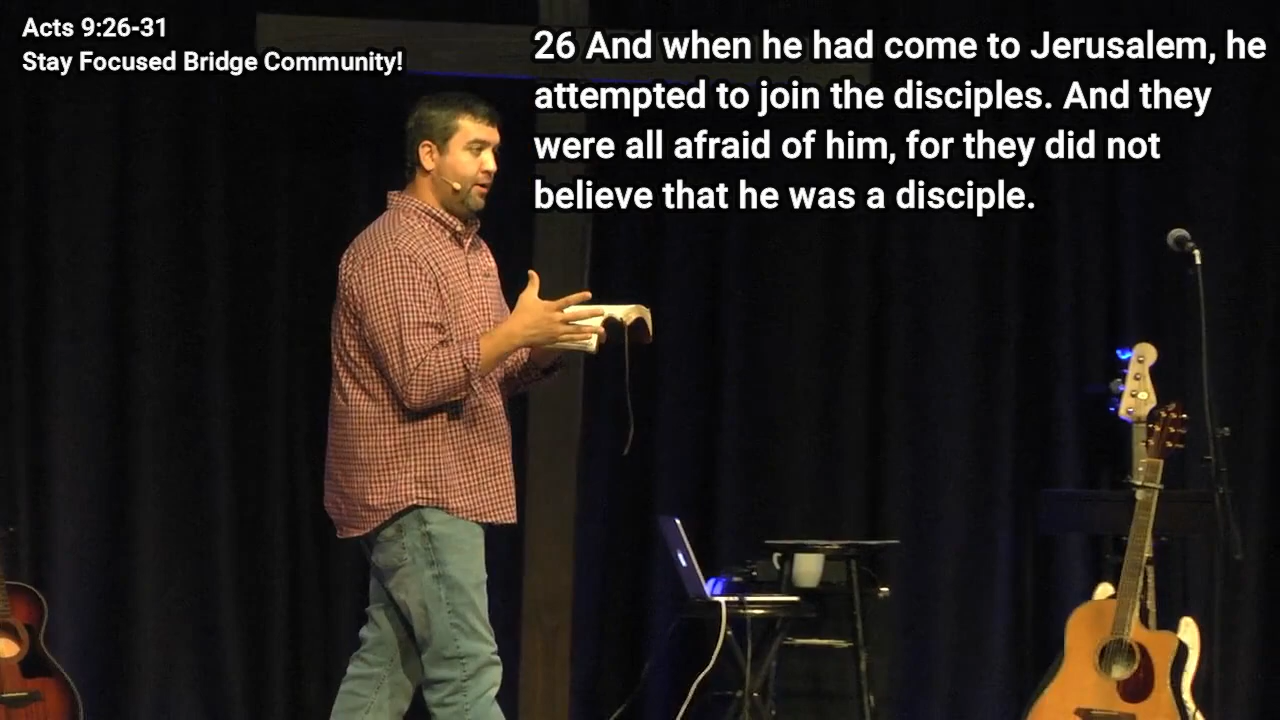 Acts 9:26-31
Stay Focused Bridge Community!
26 And when he had come to Jerusalem, he
attempted to join the disciples. And they
were all afraid of him, for they did not
believe that he was a disciple.